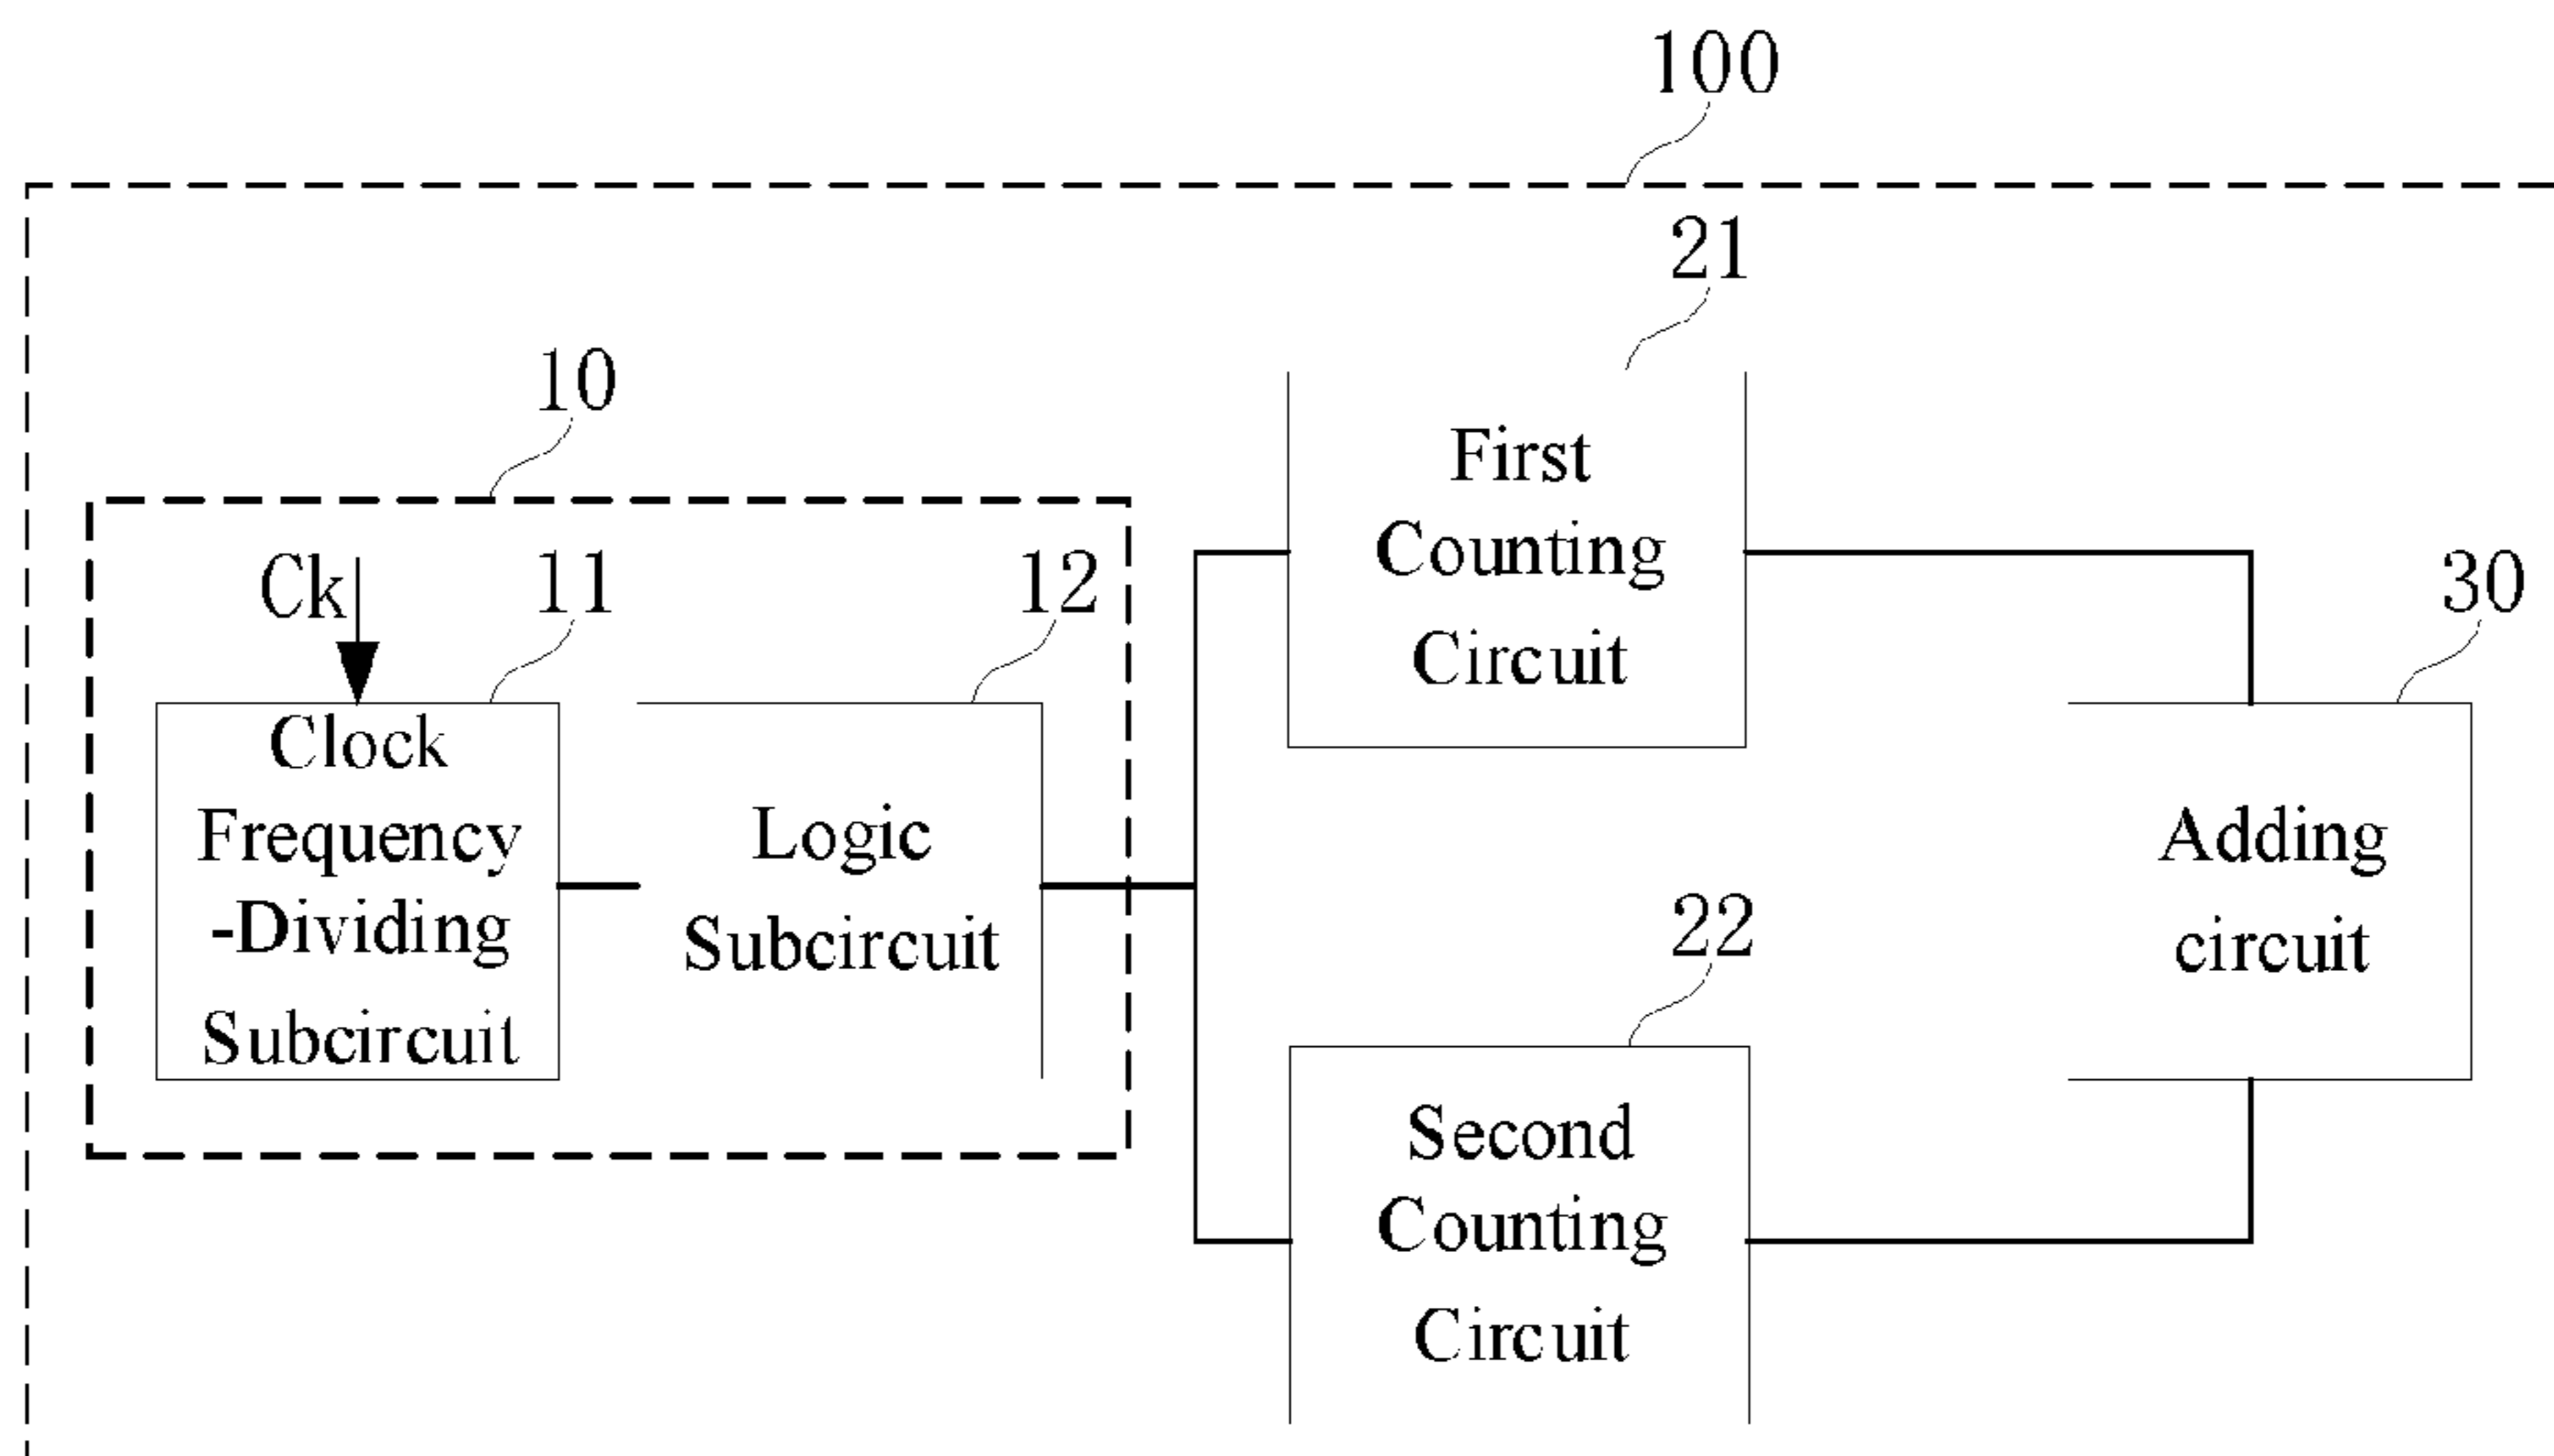 100
21
10
First
Counting
Circuit
Ck
11
12
30
Clock
Frequency
-Dividing
Subcircuit
Logic
Subcircuit
Adding
circuit
22
Second
Counting
Circuit